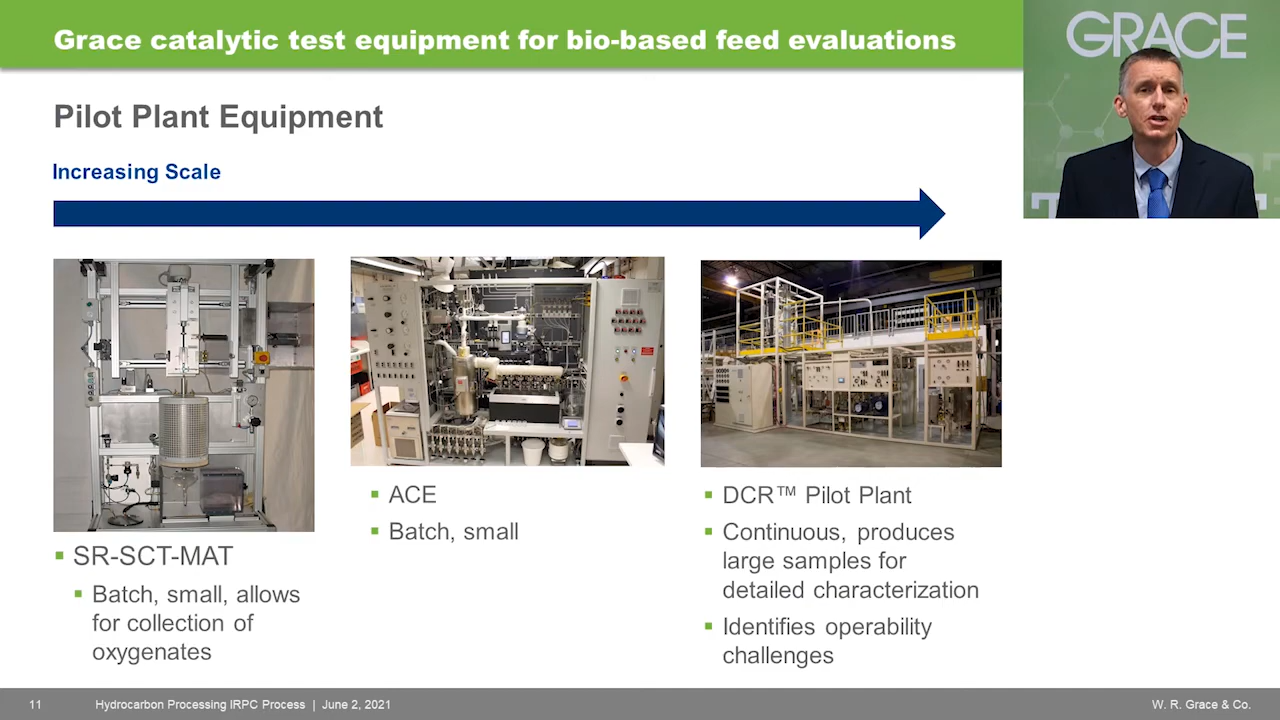 Grace catalytic test equipment for bio-based feed evaluations
GRACE
Pilot Plant Equipment
Increasing Scale
▪ SR-SCT-MAT
▪ Batch, small, allows
for collection of
oxygenates
▪ ACE
▪ Batch, small
▪ DCR™ Pilot Plant
▪ Continuous, produces
large samples for
detailed characterization
▪ Identifies operability
challenges
11
Hydrocarbon Processing IRPC Process | June 2, 2021
W. R. Grace & Co.